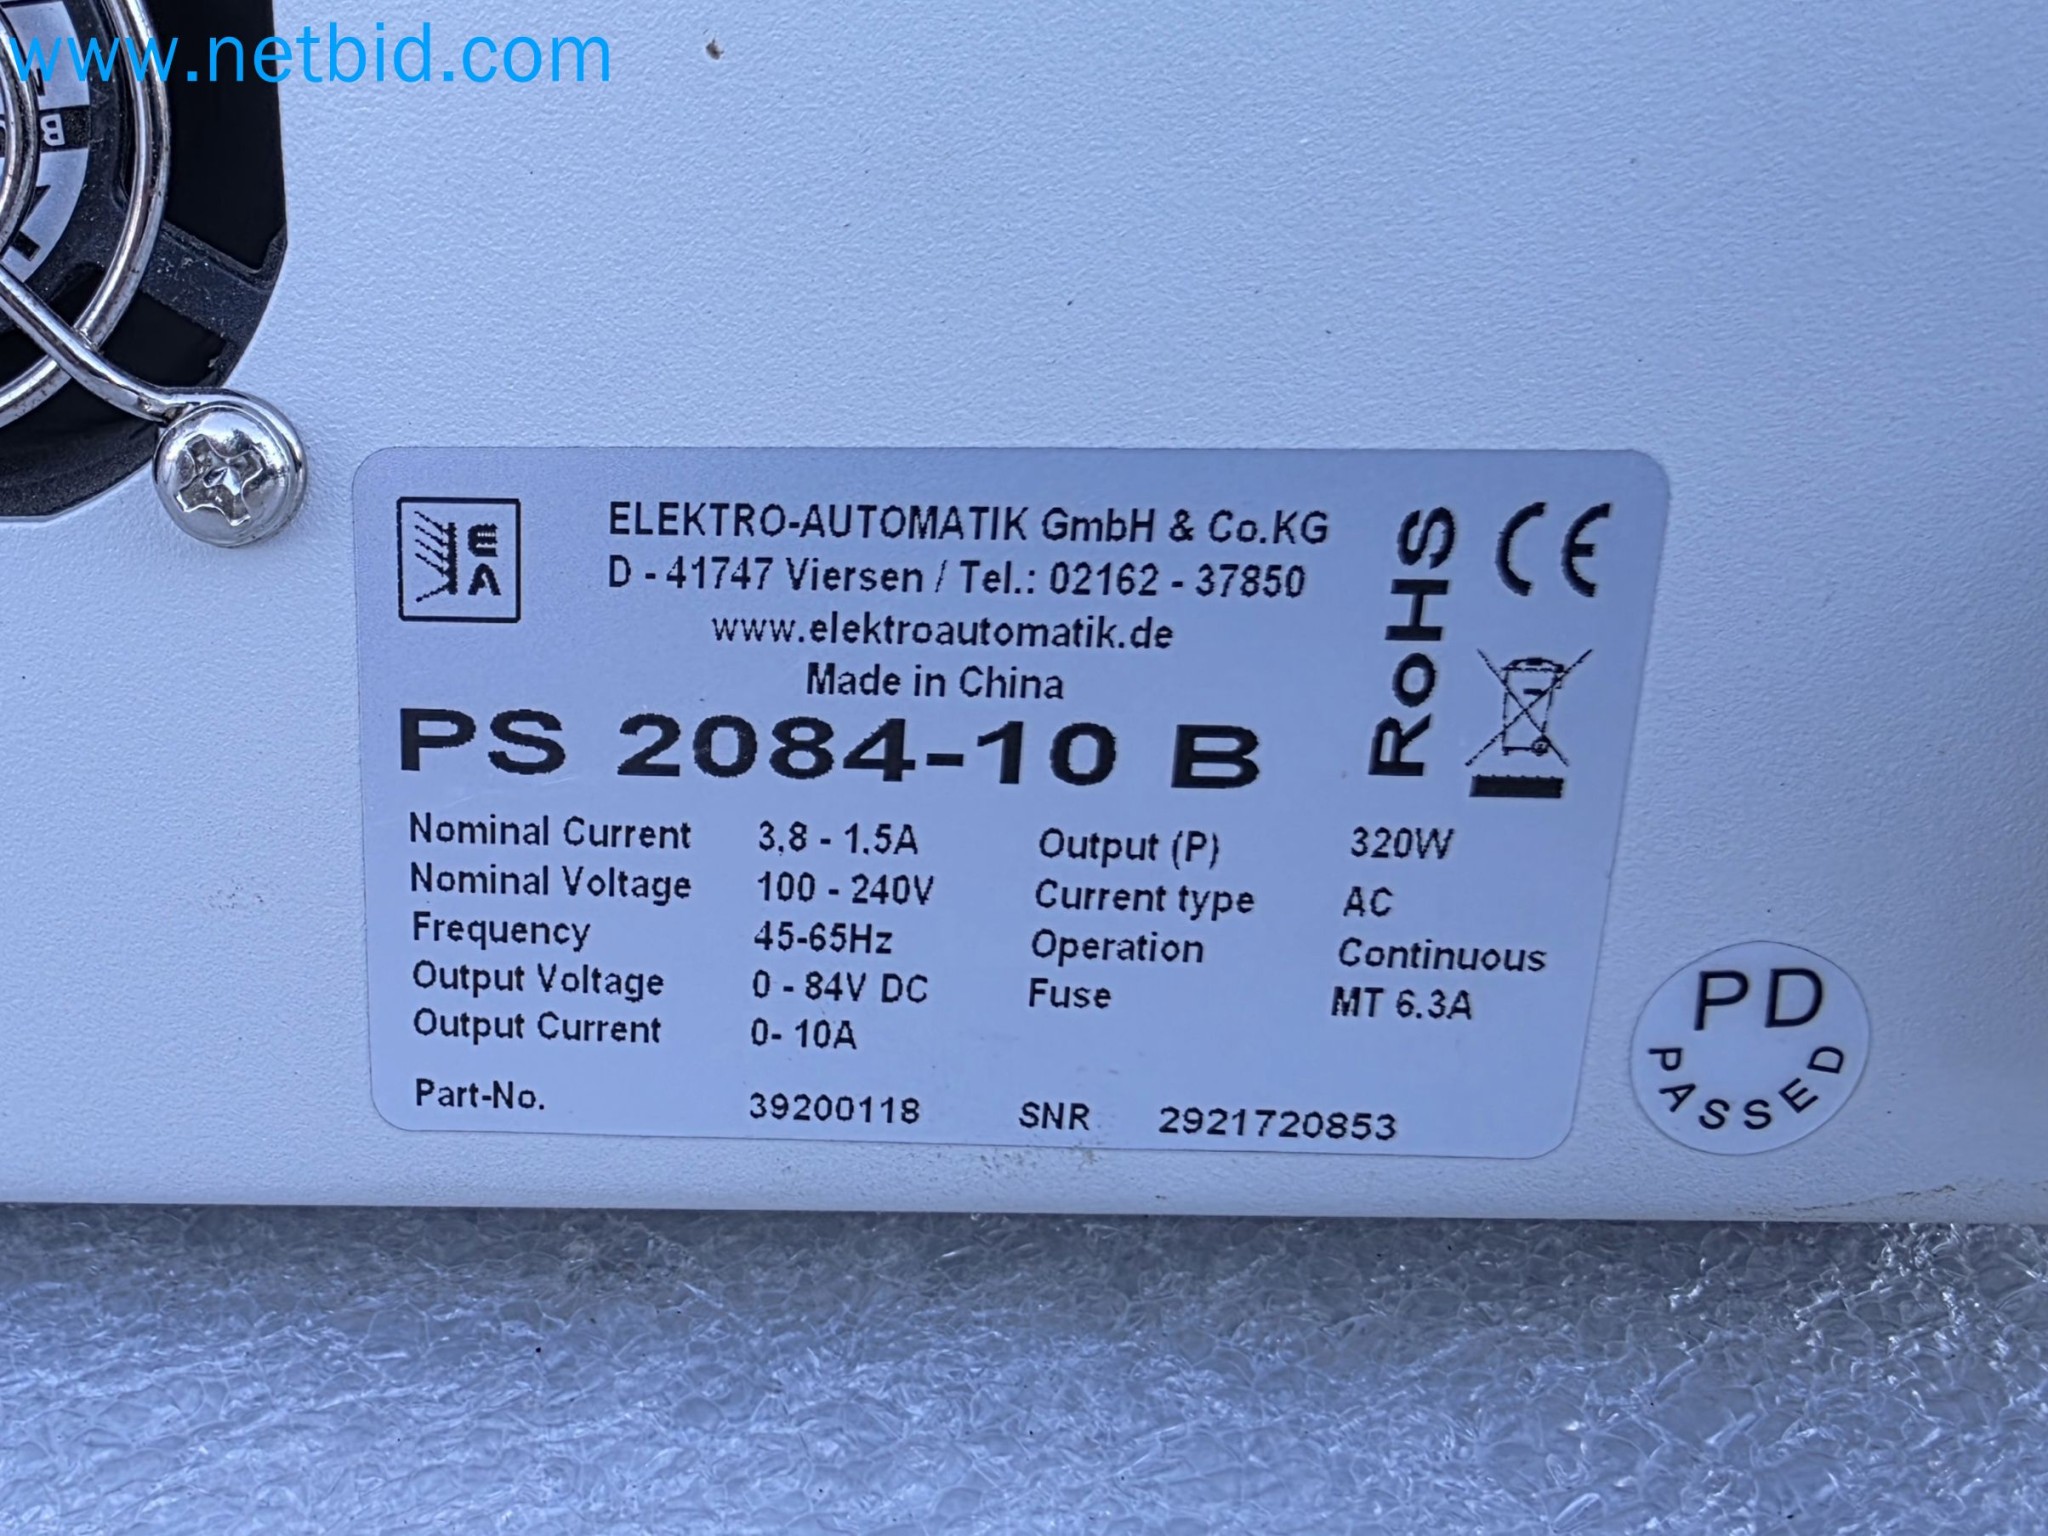 www.netbid.com
B
EA
ELEKTRO-AUTOMATIK GmbH & Co.KG
D - 41747 Viersen / Tel.: 02162 - 37850
www.elektroautomatik.de
Made in China
RoHS
CE
PS 2084-10 B
Nominal Current 3,8 - 1,5A Output (P) 320W
Nominal Voltage 100 - 240V Current type AC
Frequency 45-65Hz Operation Continuous
Output Voltage 0 - 84V DC Fuse MT 6.3A
Output Current 0- 10A
Part-No. 39200118 SNR 2921720853
PD
PASSED